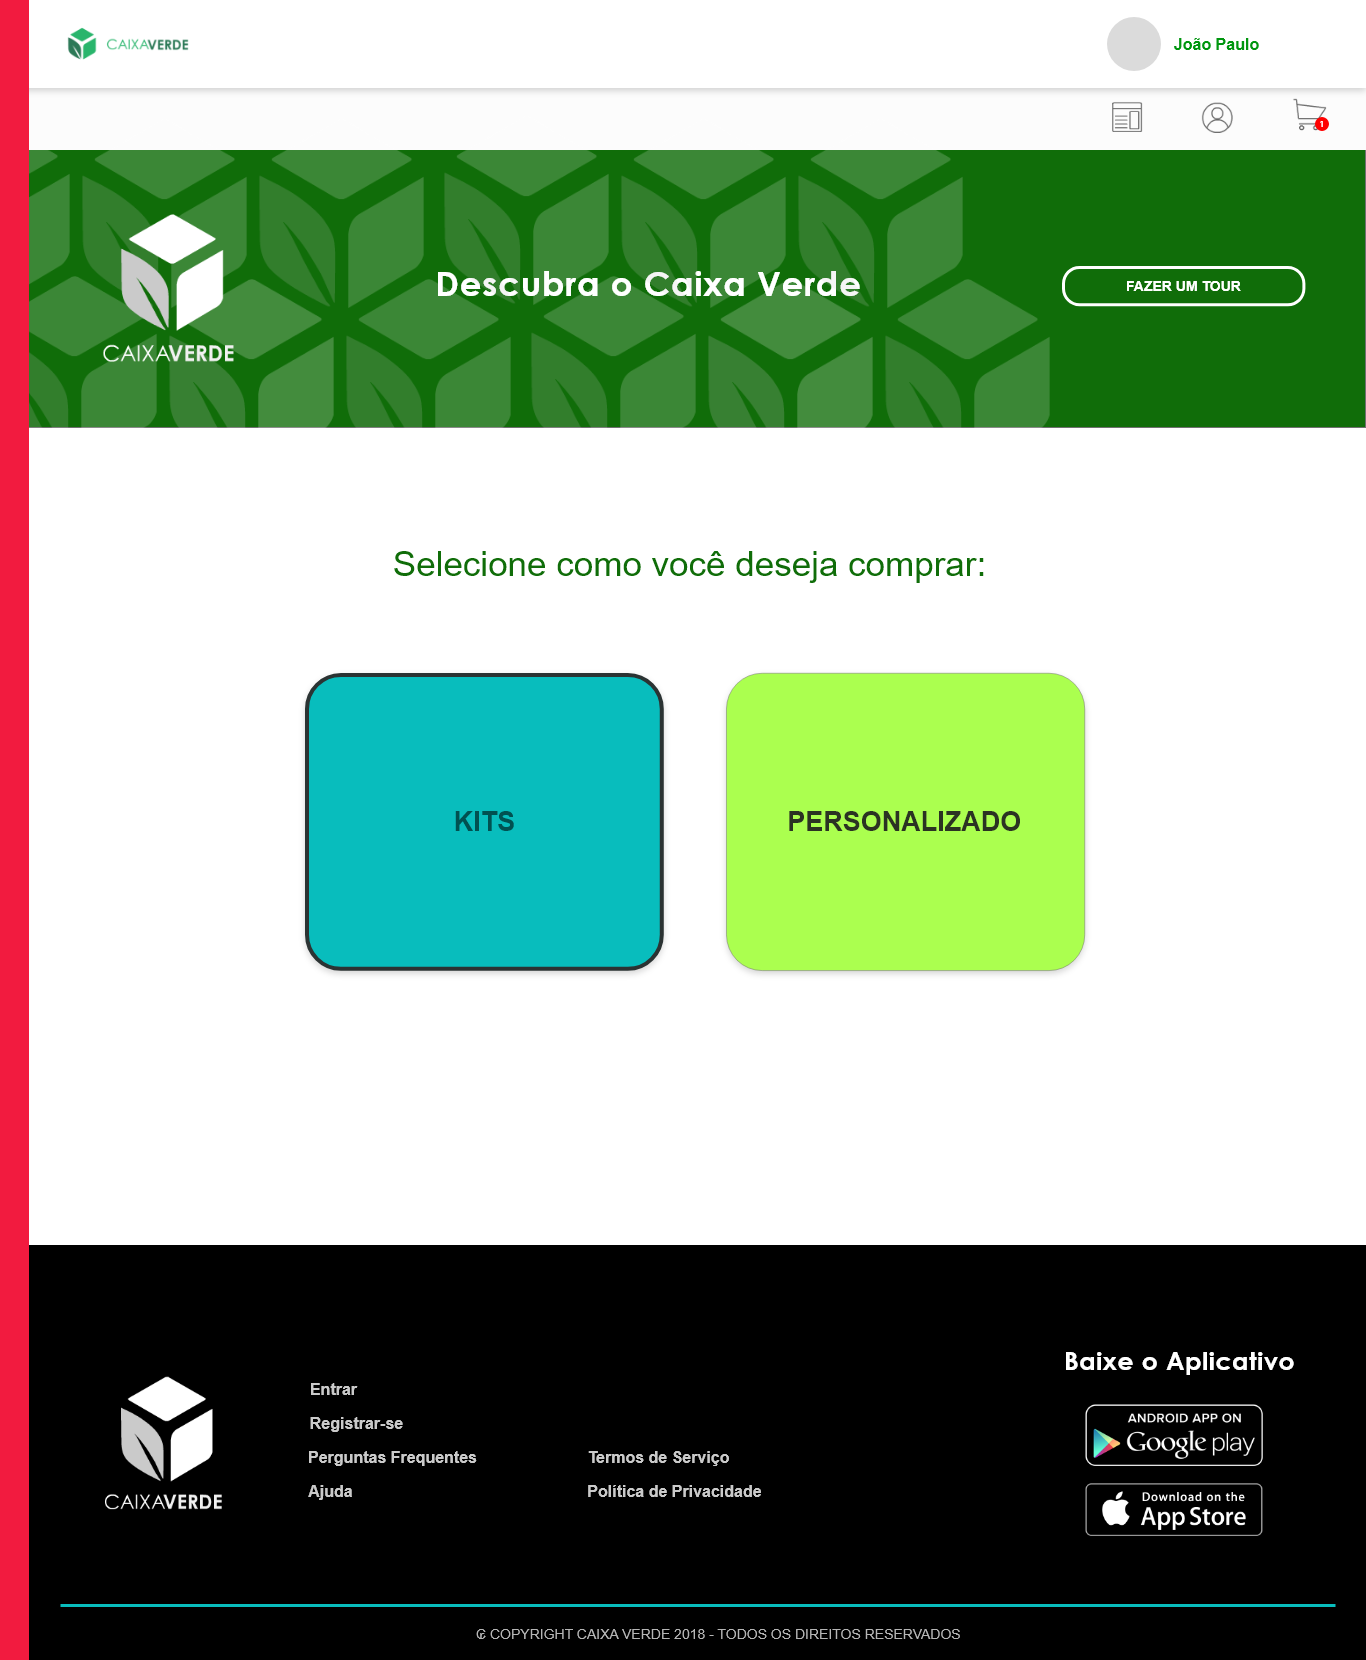 CAIXAVERDE
João Paulo
1
Descubra o Caixa Verde
FAZER UM TOUR
CAIXAVERDE
Selecione como você deseja comprar:
KITS
PERSONALIZADO
Baixe o Aplicativo
Entrar
Registrar-se
Perguntas Frequentes
Termos de Serviço
Ajuda
Política de Privacidade
CAIXAVERDE
ANDROID APP ON
Google play
Download on the
App Store
₢ COPYRIGHT CAIXA VERDE 2018 - TODOS OS DIREITOS RESERVADOS